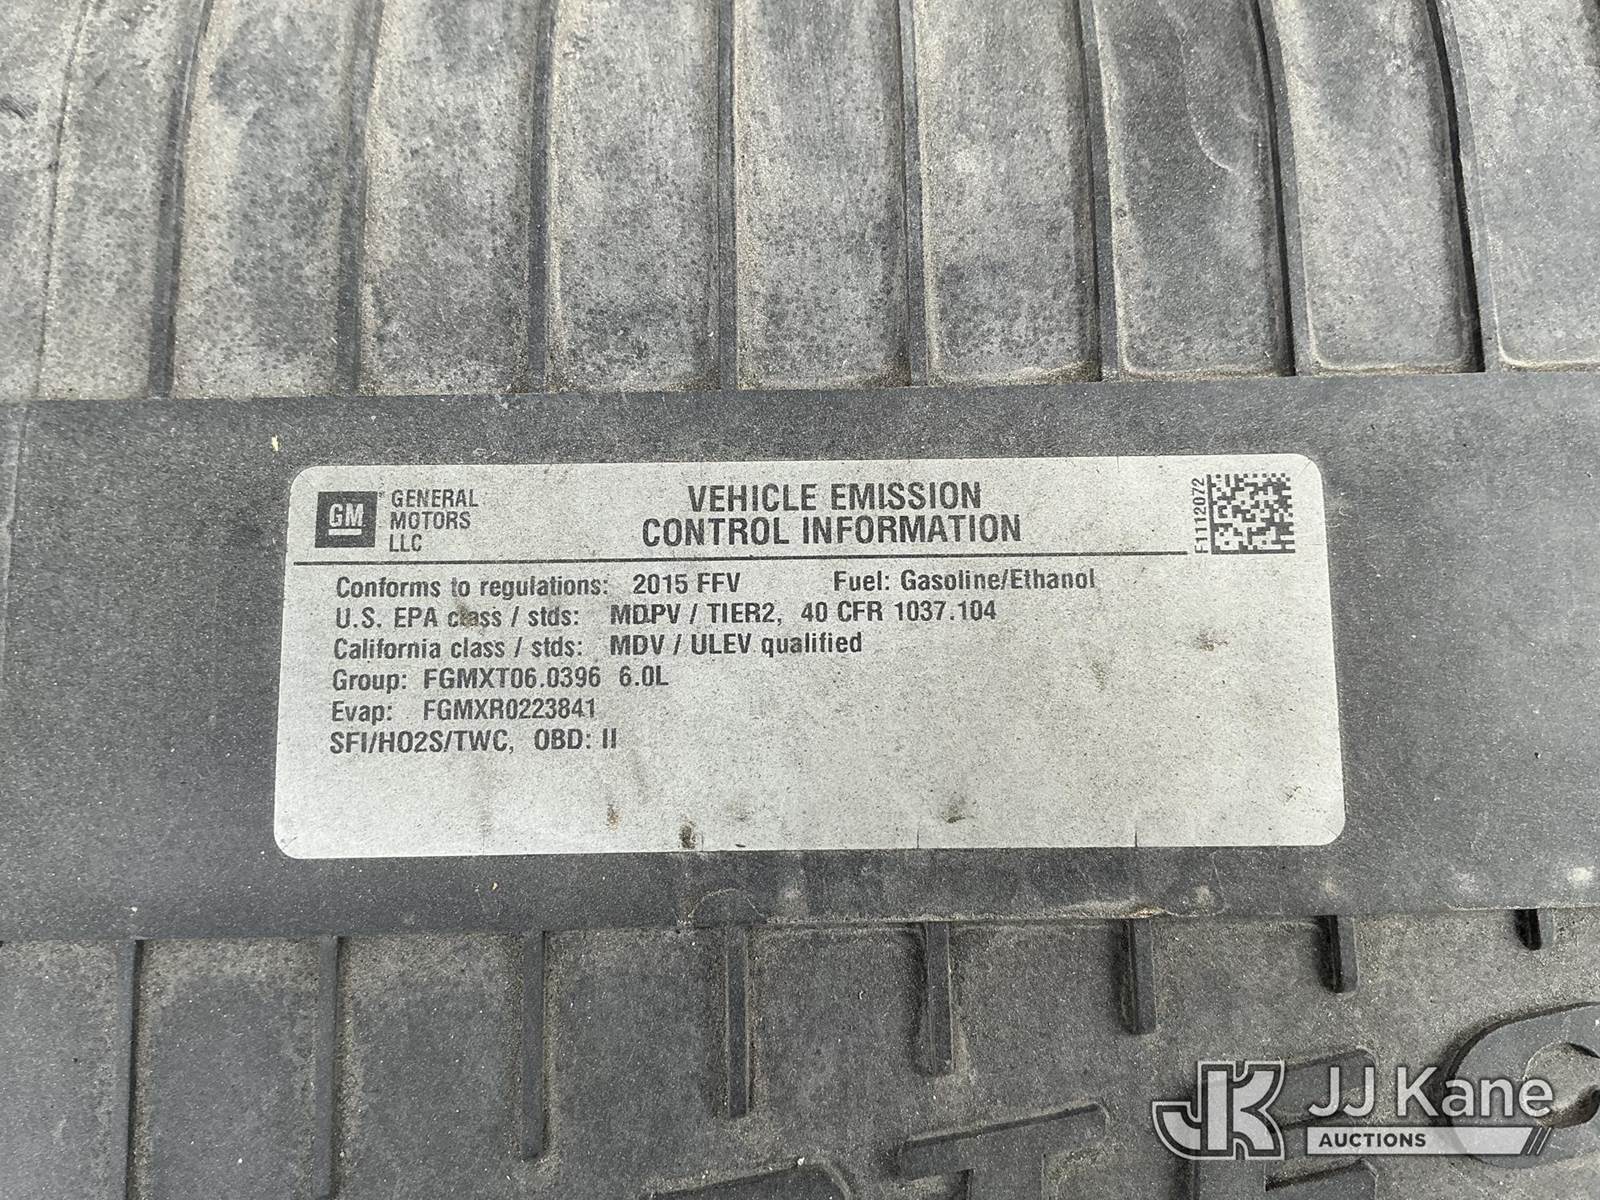 GM
GENERAL
MOTORS
LLC
VEHICLE EMISSION
CONTROL INFORMATION
F1112072
Conforms to regulations: 2015 FFV Fuel: Gasoline/Ethanol
U.S. EPA class / stds: MDPV / TIER2, 40 CFR 1037.104
California class / stds: MDV / ULEV qualified
Group: FGMXT06.0396 6.0L
Evap: FGMXR0223841
SFI/HO2S/TWC, OBD: II
JK JJ Kane
AUCTIONS